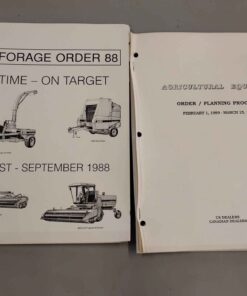 FORAGE ORDER 88
TIME – ON TARGET
ST - SEPTEMBER 1988
AGRICULTURAL EQU
ORDER / PLANNING PROG
FEBRUARY 1, 1989 - MARCH 15,
US DEALERS
CANADIAN DEALERS